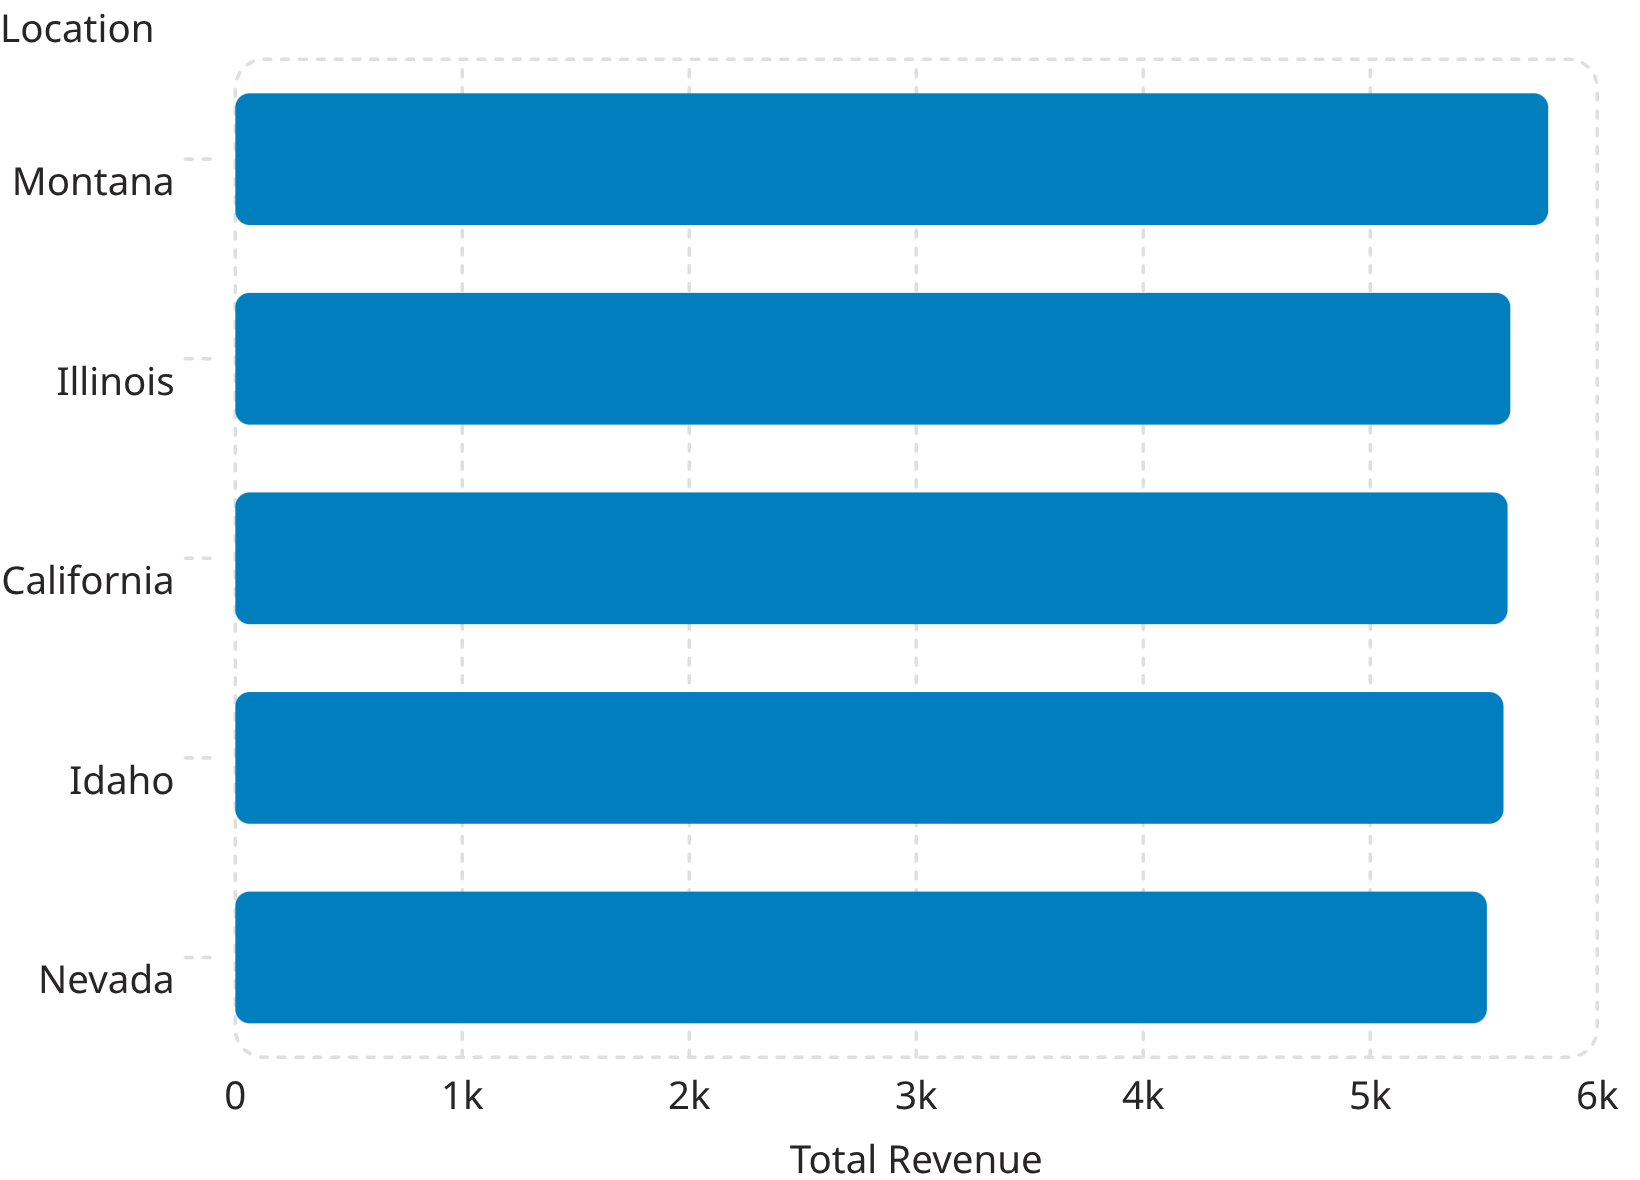 Location
Montana
Illinois
California
Idaho
Nevada
0 1k 2k 3k 4k 5k 6k
Total Revenue